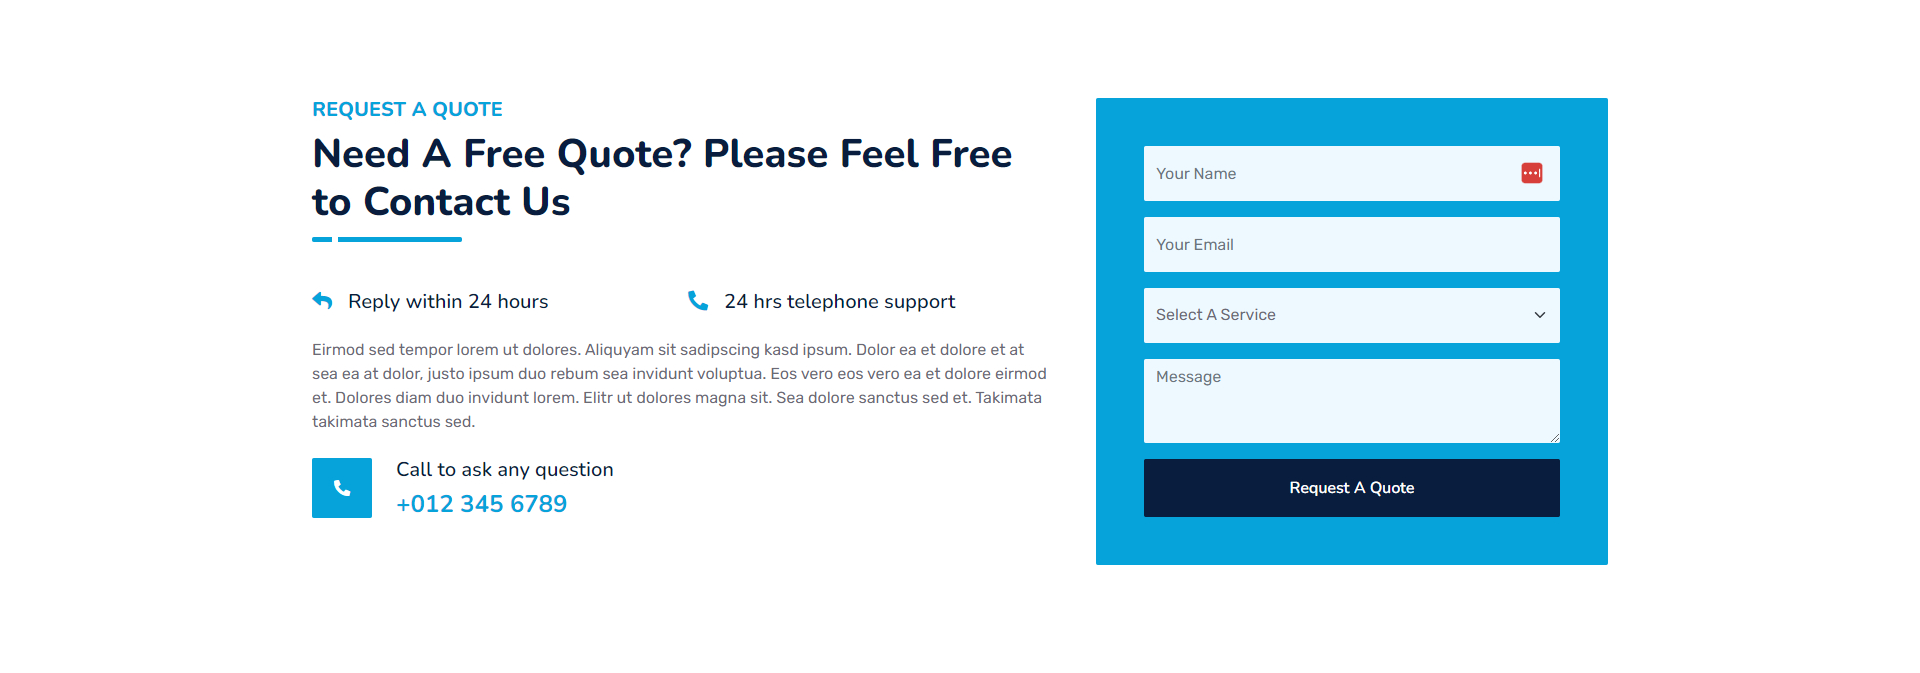 REQUEST A QUOTE
Need A Free Quote? Please Feel Free
to Contact Us
Reply within 24 hours
24 hrs telephone support
Eirmod sed tempor lorem ut dolores. Aliquyam sit sadipscing kasd ipsum. Dolor ea et dolore et at
sea ea at dolor, justo ipsum duo rebum sea invidunt voluptua. Eos vero eos vero ea et dolore eirmod
et. Dolores diam duo invidunt lorem. Elitr ut dolores magna sit. Sea dolore sanctus sed et. Takimata
takimata sanctus sed.
Call to ask any question
+012 345 6789
Your Name
Your Email
Select A Service
Message
Request A Quote